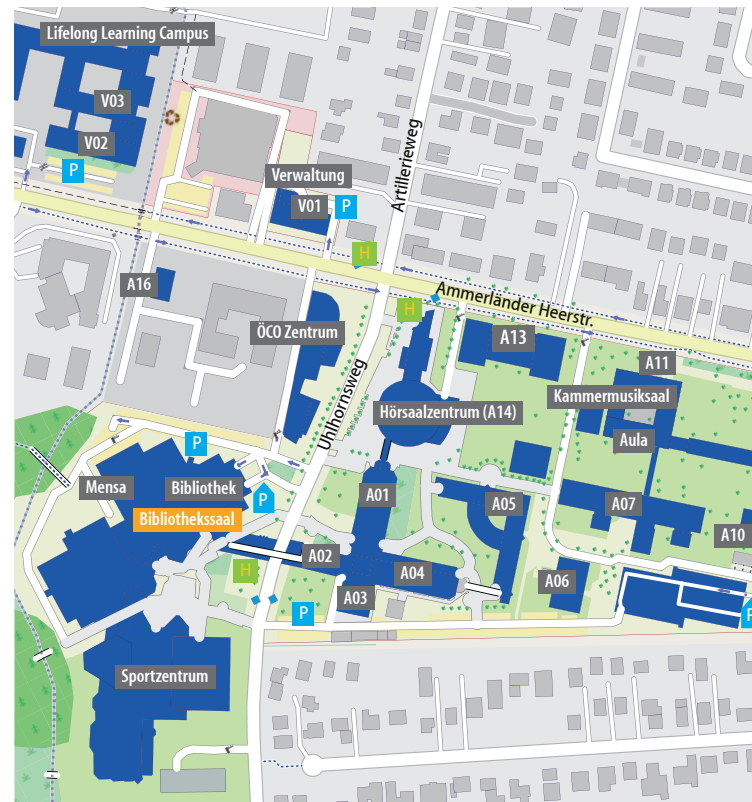 Lifelong Learning Campus
V03
V02
P
Artillerieweg
Verwaltung
V01
P
H
A16
Ammerländer Heerstr.
H
ÖCO Zentrum
A13
A11
Uhlhornsweg
Kammermusiksaal
Hörsaalzentrum (A14)
Aula
P
Mensa
Bibliothek
P
A01
A05
A07
Bibliothekssaal
A10
A02
H
A04
A06
A03
P
P
Sportzentrum